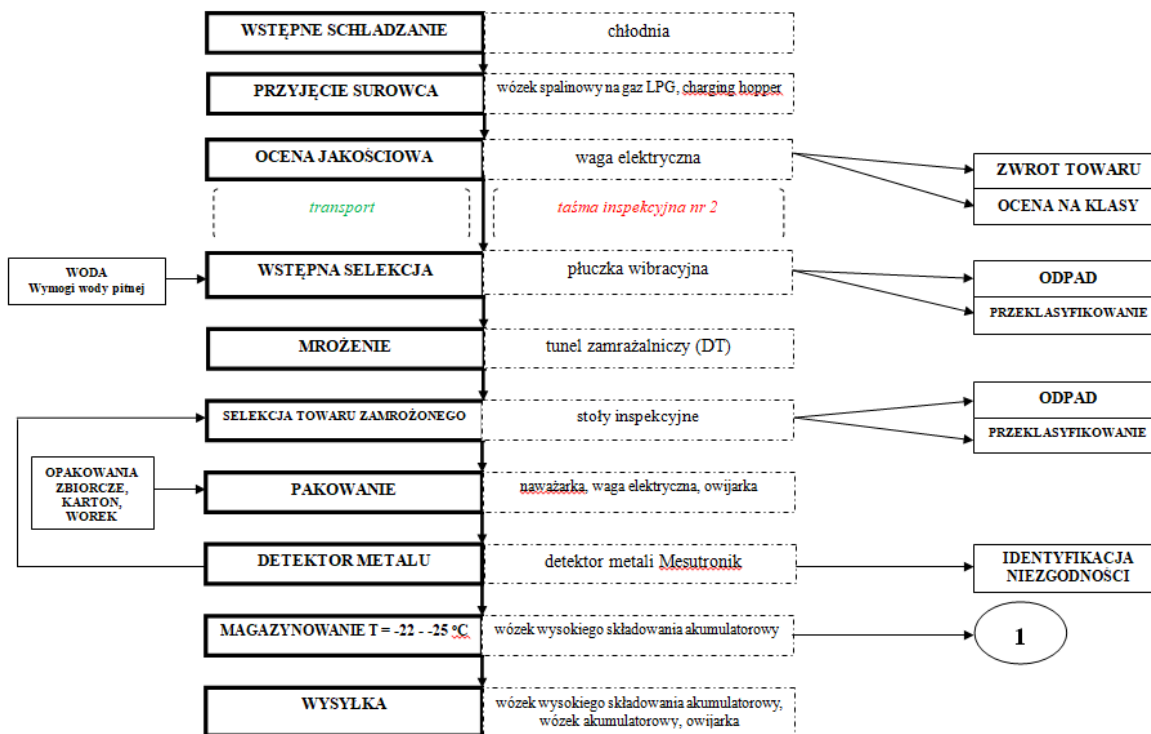 WSTĘPNE SCHŁADZANIE
chłodnia
PRZYJĘCIE SUROWCA
wózek spalinowy na gaz LPG, charging hopper
OCENA JAKOŚCIOWA
waga elektryczna
ZWROT TOWARU
OCENA NA KLASY
transport
taśma inspekcyjna nr 2
WODA
Wymogi wody pitnej
WSTĘPNA SELEKCJA
płuczka wibracyjna
ODPAD
PRZEKLASYFIKOWANIE
MROŻENIE
tunel zamrażalniczy (DT)
SELEKCJA TOWARU ZAMROŻONEGO
stoły inspekcyjne
ODPAD
PRZEKLASYFIKOWANIE
OPAKOWANIA
ZBIORCZE,
KARTON,
WOREK
PAKOWANIE
naważarka, waga elektryczna, owijarka
DETEKTOR METALU
detektor metali Mesutronik
IDENTYFIKACJA
NIEZGODNOŚCI
MAGAZYNOWANIE T = -22 - -25 °C
wózek wysokiego składowania akumulatorowy
1
WYSYŁKA
wózek wysokiego składowania akumulatorowy,
wózek akumulatorowy, owijarka